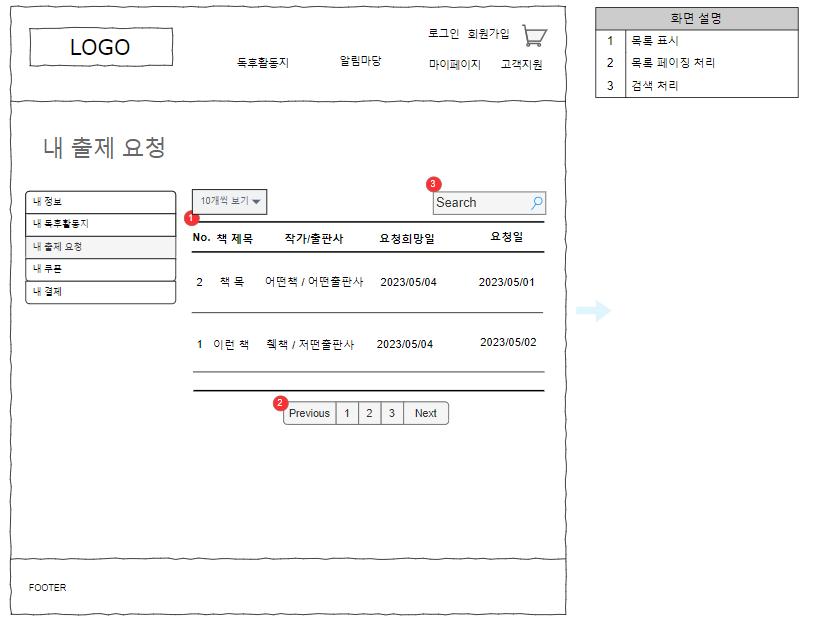 LOGO
로그인 회원가입
독후활동지 알림마당 마이페이지 고객지원
내 출제 요청
내 정보
내 독후활동지
내 출제 요청
내 쿠폰
내 결제
10개씩 보기
3
Search
1
No. 책 제목 작가/출판사 요청희망일 요청일
2 책 목 어떤책 / 어떤출판사 2023/05/04 2023/05/01
1 이런 책 췍책 / 저떤출판사 2023/05/04 2023/05/02
2
Previous 1 2 3 Next
FOOTER
화면 설명
1 목록 표시
2 목록 페이징 처리
3 검색 처리